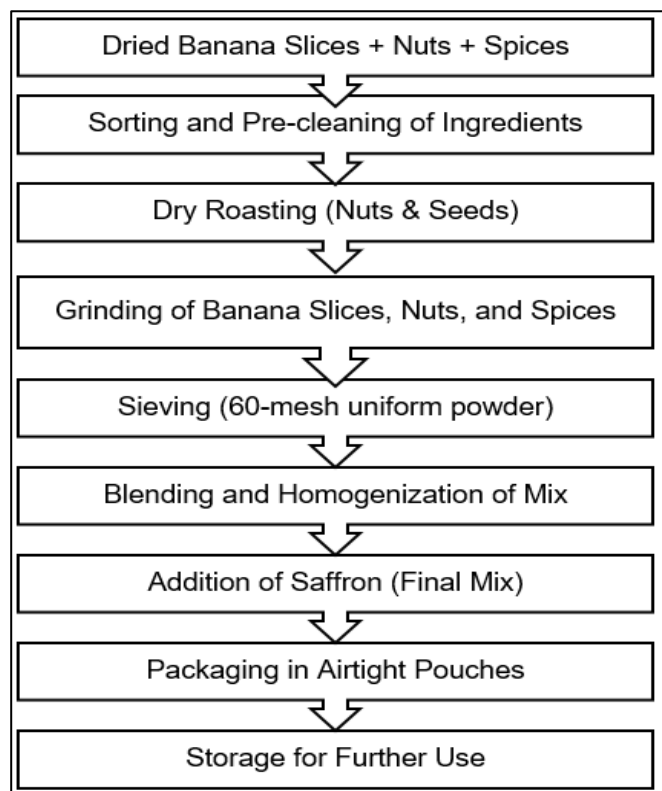 Dried Banana Slices + Nuts + Spices
Sorting and Pre-cleaning of Ingredients
Dry Roasting (Nuts & Seeds)
Grinding of Banana Slices, Nuts, and Spices
Sieving (60-mesh uniform powder)
Blending and Homogenization of Mix
Addition of Saffron (Final Mix)
Packaging in Airtight Pouches
Storage for Further Use